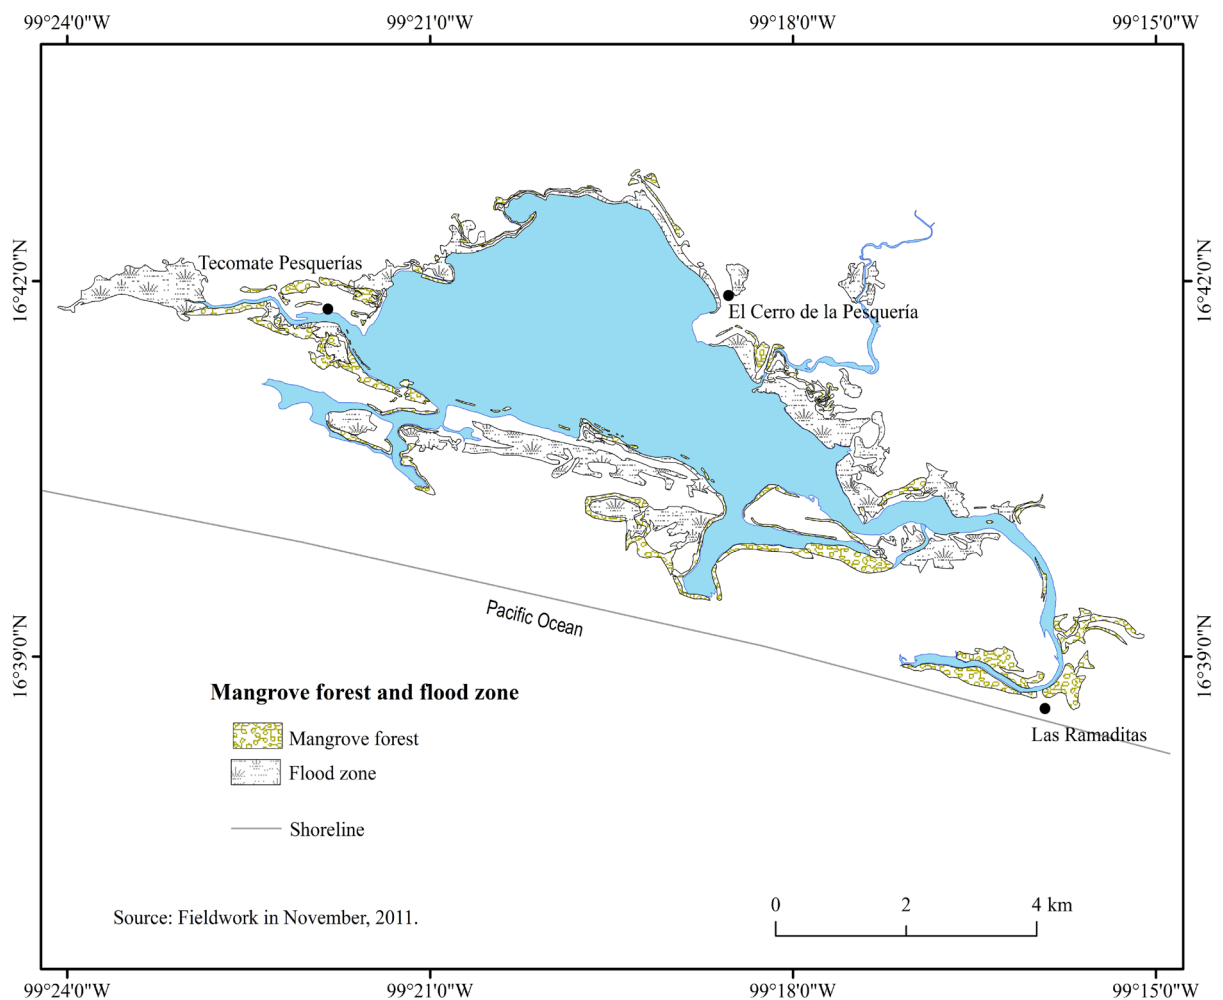 99°24'0"W
99°21'0"W
99°18'0"W
99°15'0"W
16°42'0"N
16°42'0"N
Tecomate Pesquerías
El Cerro de la Pesquería
Pacific Ocean
16°39'0"N
16°39'0"N
Las Ramaditas
Mangrove forest and flood zone
Mangrove forest
Flood zone
Shoreline
Source: Fieldwork in November, 2011.
0 2 4 km
99°24'0"W
99°21'0"W
99°18'0"W
99°15'0"W